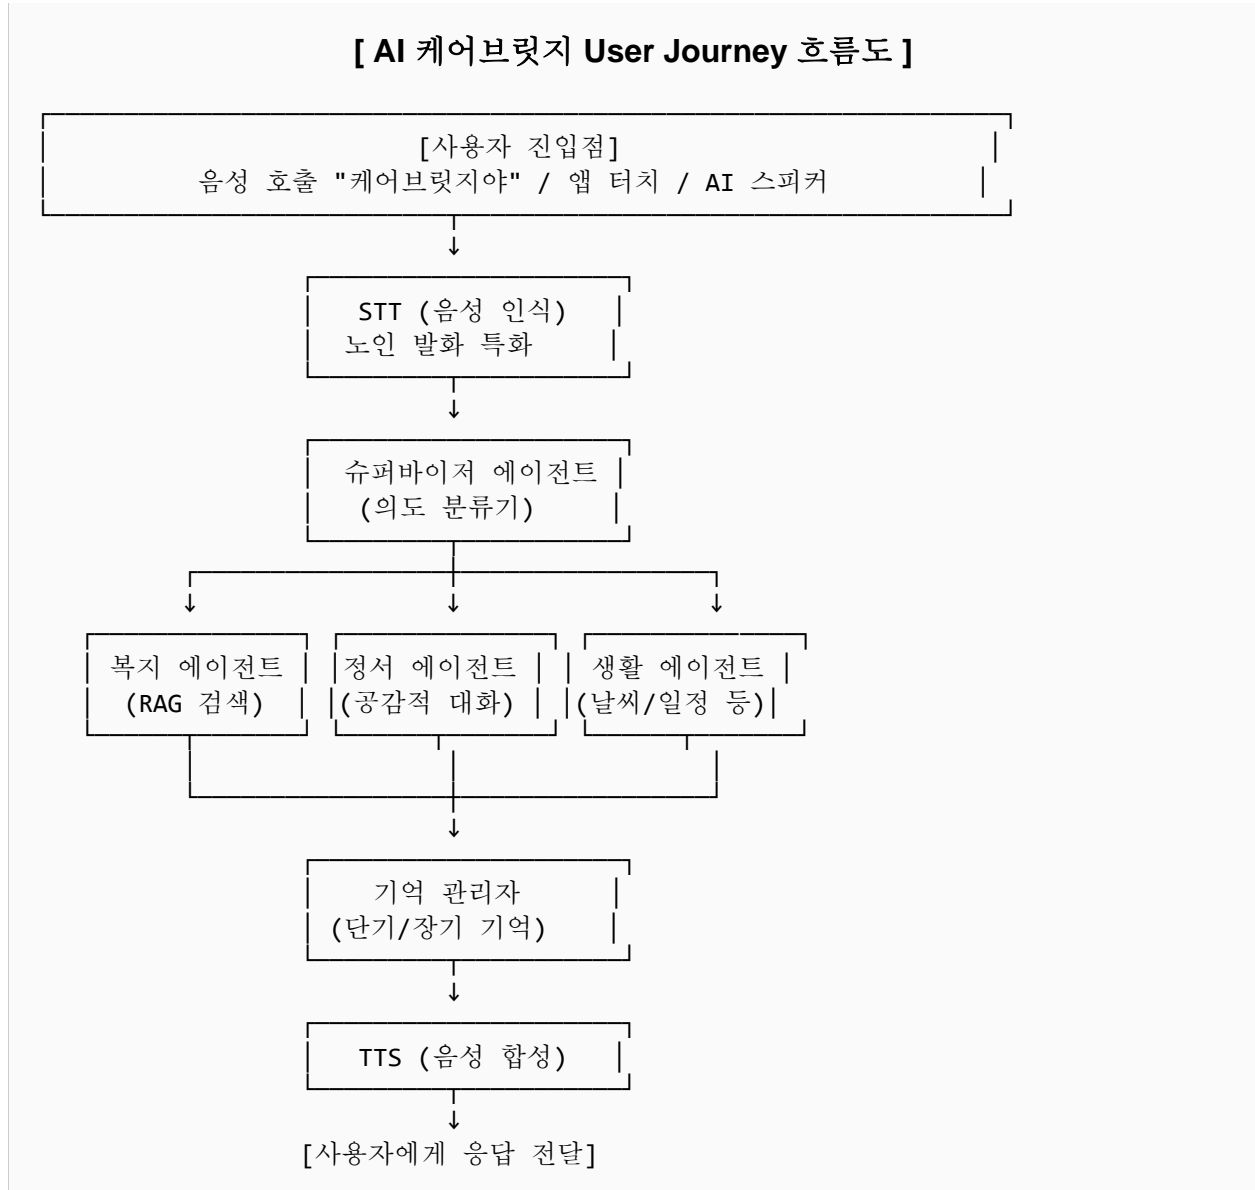 [ AI 케어브릿지 User Journey 흐름도 ]
[사용자 진입점]
음성 호출 "케어브릿지야" / 앱 터치 / AI 스피커
STT (음성 인식)
노인 발화 특화
슈퍼바이저 에이전트
(의도 분류기)
복지 에이전트 정서 에이전트 생활 에이전트
(RAG 검색) (공감적 대화) (날씨/일정 등)
기억 관리자
(단기/장기 기억)
TTS (음성 합성)
[사용자에게 응답 전달]